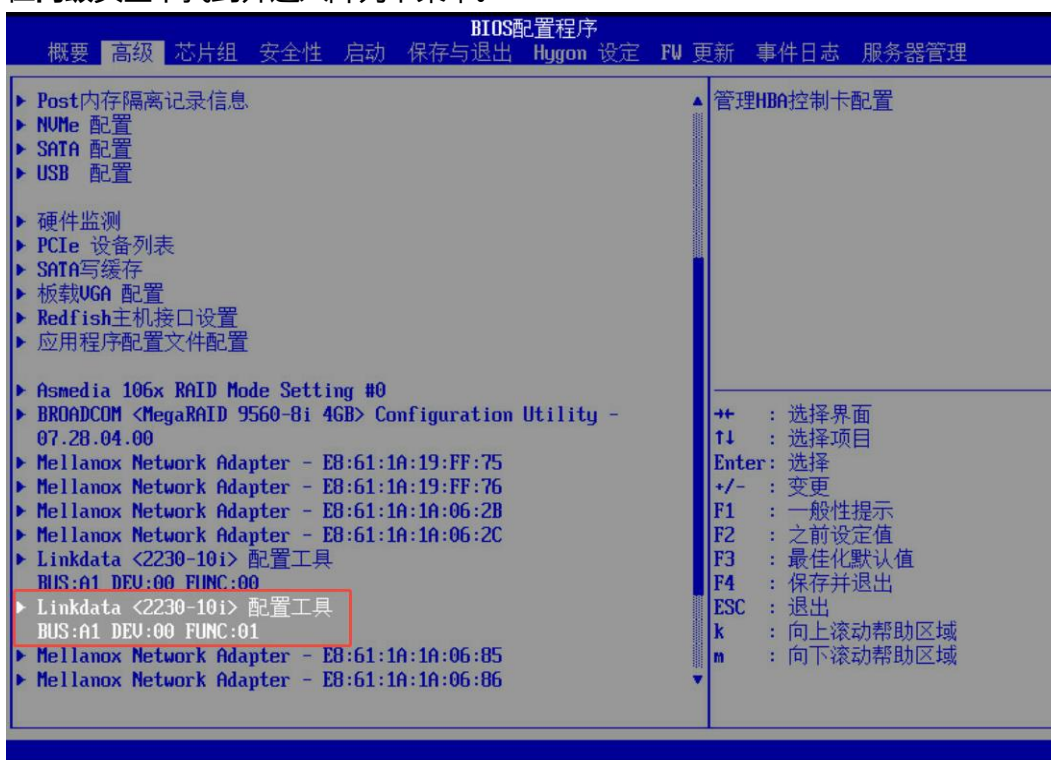 BIOS配置程序
概要 高级 芯片组 安全性 启动 保存与退出 Hygon 设定 FW 更新 事件日志 服务器管理
Post内存隔离记录信息
NVMe 配置
SATA 配置
USB 配置
硬件监测
PCIe 设备列表
SATA写缓存
板载VGA 配置
Redfish主机接口设置
应用程序配置文件配置
Asmedia 106x RAID Mode Setting #0
BROADCOM <MegaRAID 9560-8i 4GB> Configuration Utility -
07.28.04.00
Mellanox Network Adapter - E8:61:1A:19:FF:75
Mellanox Network Adapter - E8:61:1A:19:FF:76
Mellanox Network Adapter - E8:61:1A:1A:06:2B
Mellanox Network Adapter - E8:61:1A:1A:06:2C
Linkdata <2230-10i> 配置工具
BUS:A1 DEV:00 FUNC:00
Linkdata <2230-10i> 配置工具
BUS:A1 DEV:00 FUNC:01
Mellanox Network Adapter - E8:61:1A:1A:06:85
Mellanox Network Adapter - E8:61:1A:1A:06:86
管理HBA控制卡配置
→← : 选择界面
↑↓ : 选择项目
Enter: 选择
+/- : 变更
F1 : 一般性提示
F2 : 之前设定值
F3 : 最佳化默认值
F4 : 保存并退出
ESC : 退出
k : 向上滚动帮助区域
m : 向下滚动帮助区域